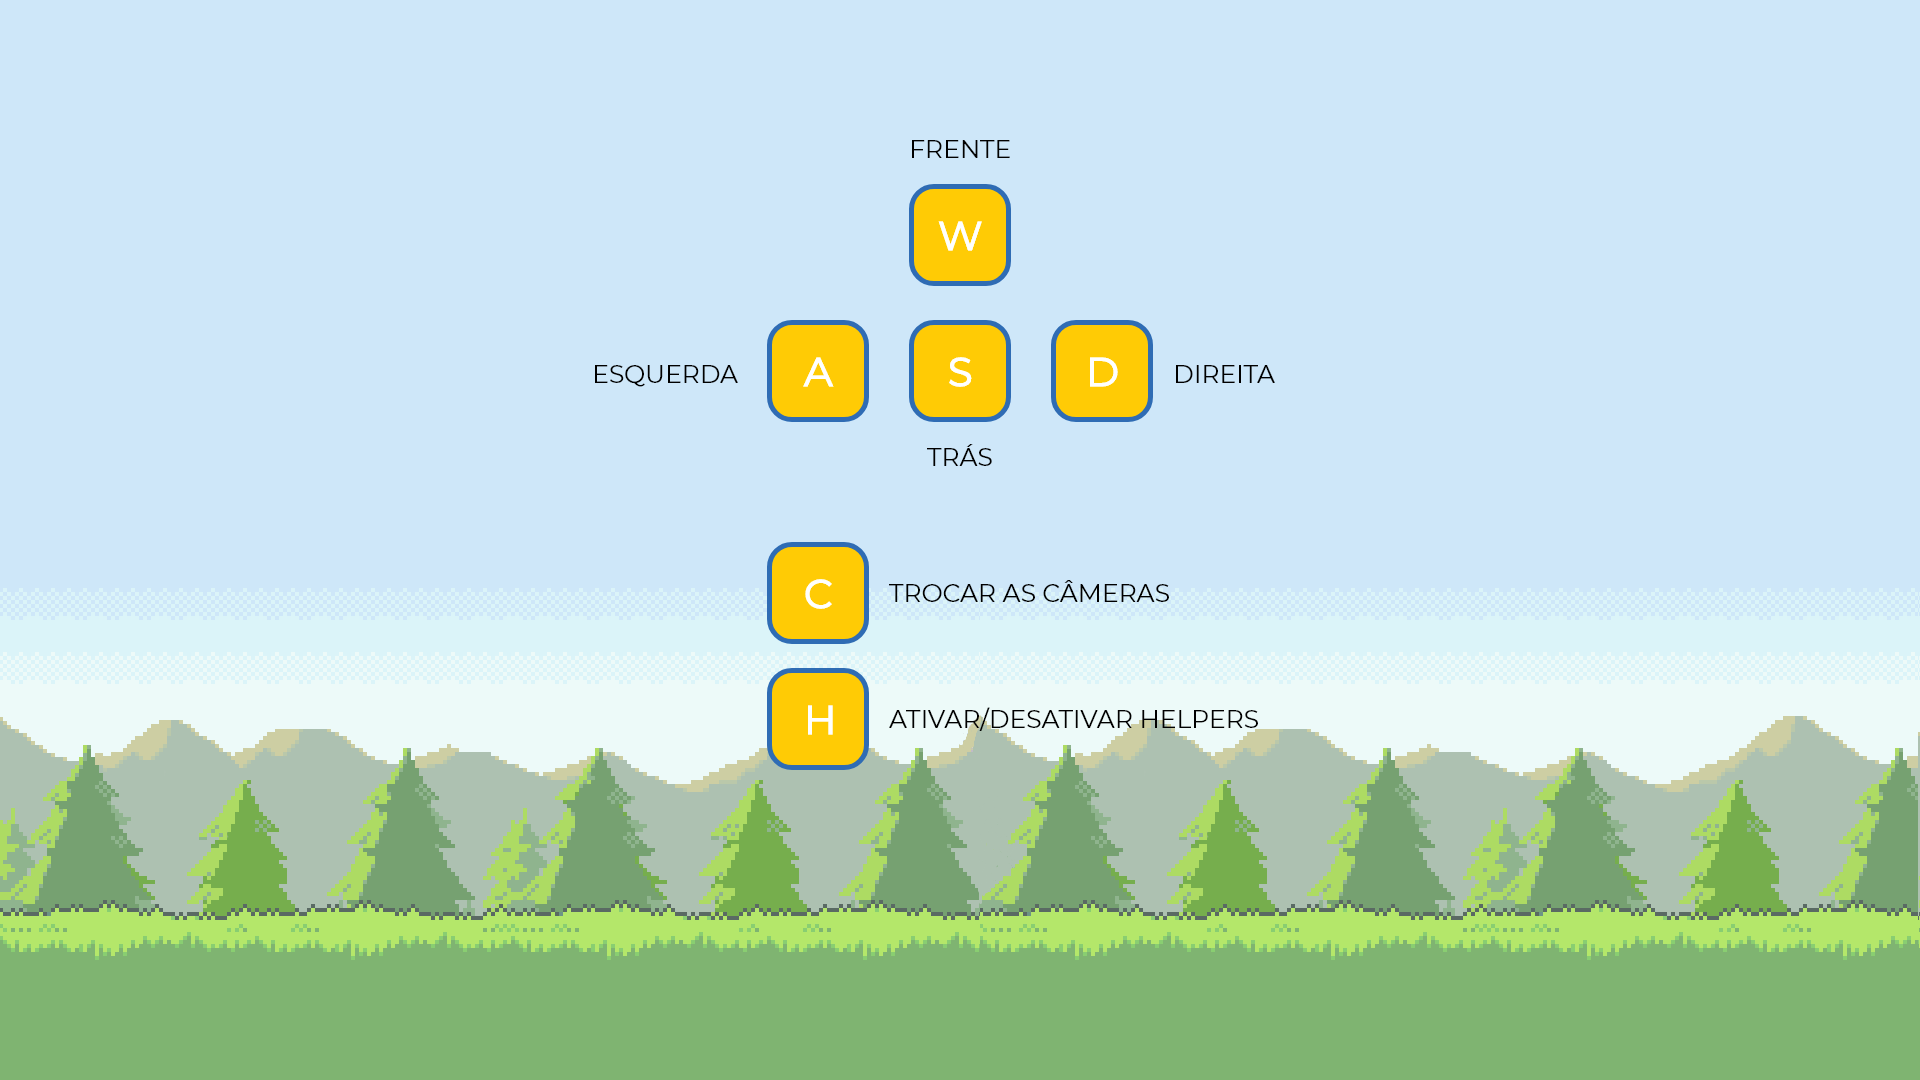 FRENTE
W
ESQUERDA A S D DIREITA
TRÁS
C TROCAR AS CÂMERAS
H ATIVAR/DESATIVAR HELPERS